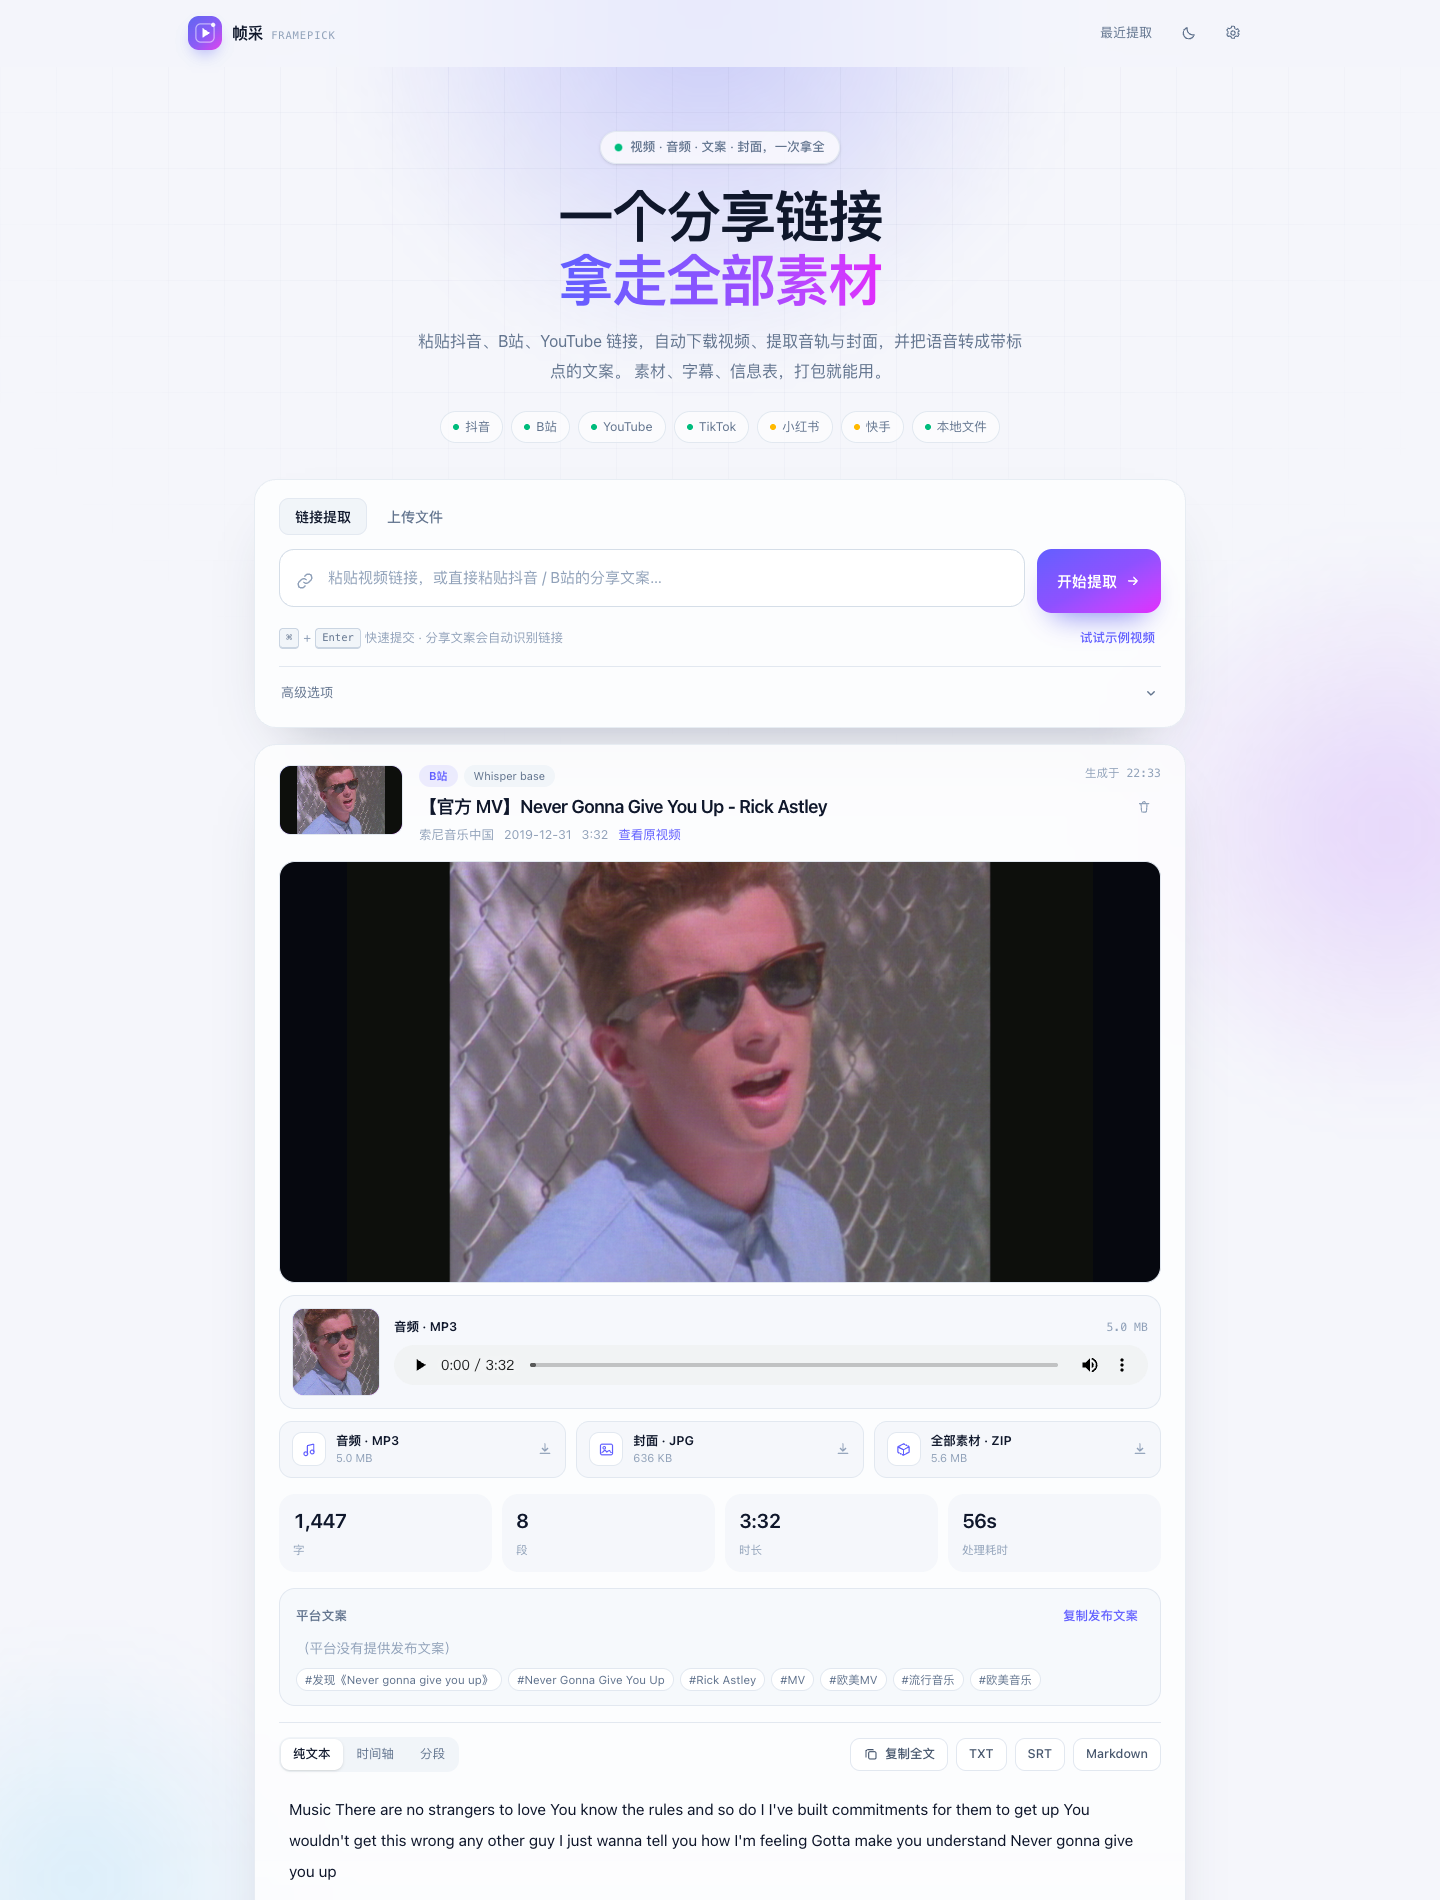 帧采 FRAMEPICK
最近提取
视频 · 音频 · 文案 · 封面，一次拿全
一个分享链接
拿走全部素材
粘贴抖音、B站、YouTube 链接，自动下载视频、提取音轨与封面，并把语音转成带标
点的文案。 素材、字幕、信息表，打包就能用。
抖音 B站 YouTube TikTok 小红书 快手 本地文件
链接提取 上传文件
粘贴视频链接，或直接粘贴抖音 / B站的分享文案...
开始提取 →
⌘ + Enter 快速提交 · 分享文案会自动识别链接
试试示例视频
高级选项
B站 Whisper base
生成于 22:33
【官方 MV】Never Gonna Give You Up - Rick Astley
索尼音乐中国 2019-12-31 3:32 查看原视频
音频 · MP3
5.0 MB
0:00 / 3:32
音频 · MP3
5.0 MB
封面 · JPG
636 KB
全部素材 · ZIP
5.6 MB
1,447
字
8
段
3:32
时长
56s
处理耗时
平台文案
复制发布文案
（平台没有提供发布文案）
#发现《Never gonna give you up》 #Never Gonna Give You Up #Rick Astley #MV #欧美MV #流行音乐 #欧美音乐
纯文本 时间轴 分段
复制全文 TXT SRT Markdown
Music There are no strangers to love You know the rules and so do I I've built commitments for them to get up You
wouldn't get this wrong any other guy I just wanna tell you how I'm feeling Gotta make you understand Never gonna give
you up